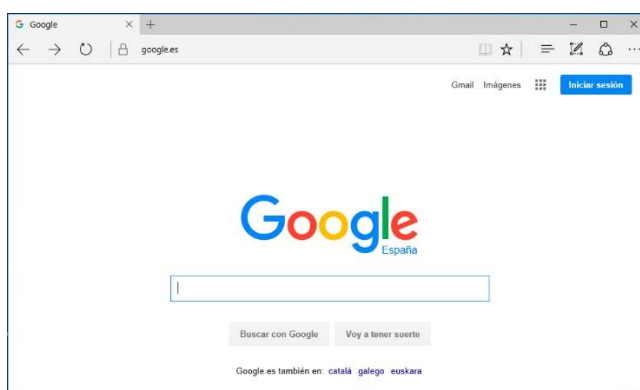 Google
google.es
Gmail Imágenes Iniciar sesión
Google
España
Buscar con Google Voy a tener suerte
Google.es también en: català galego euskara